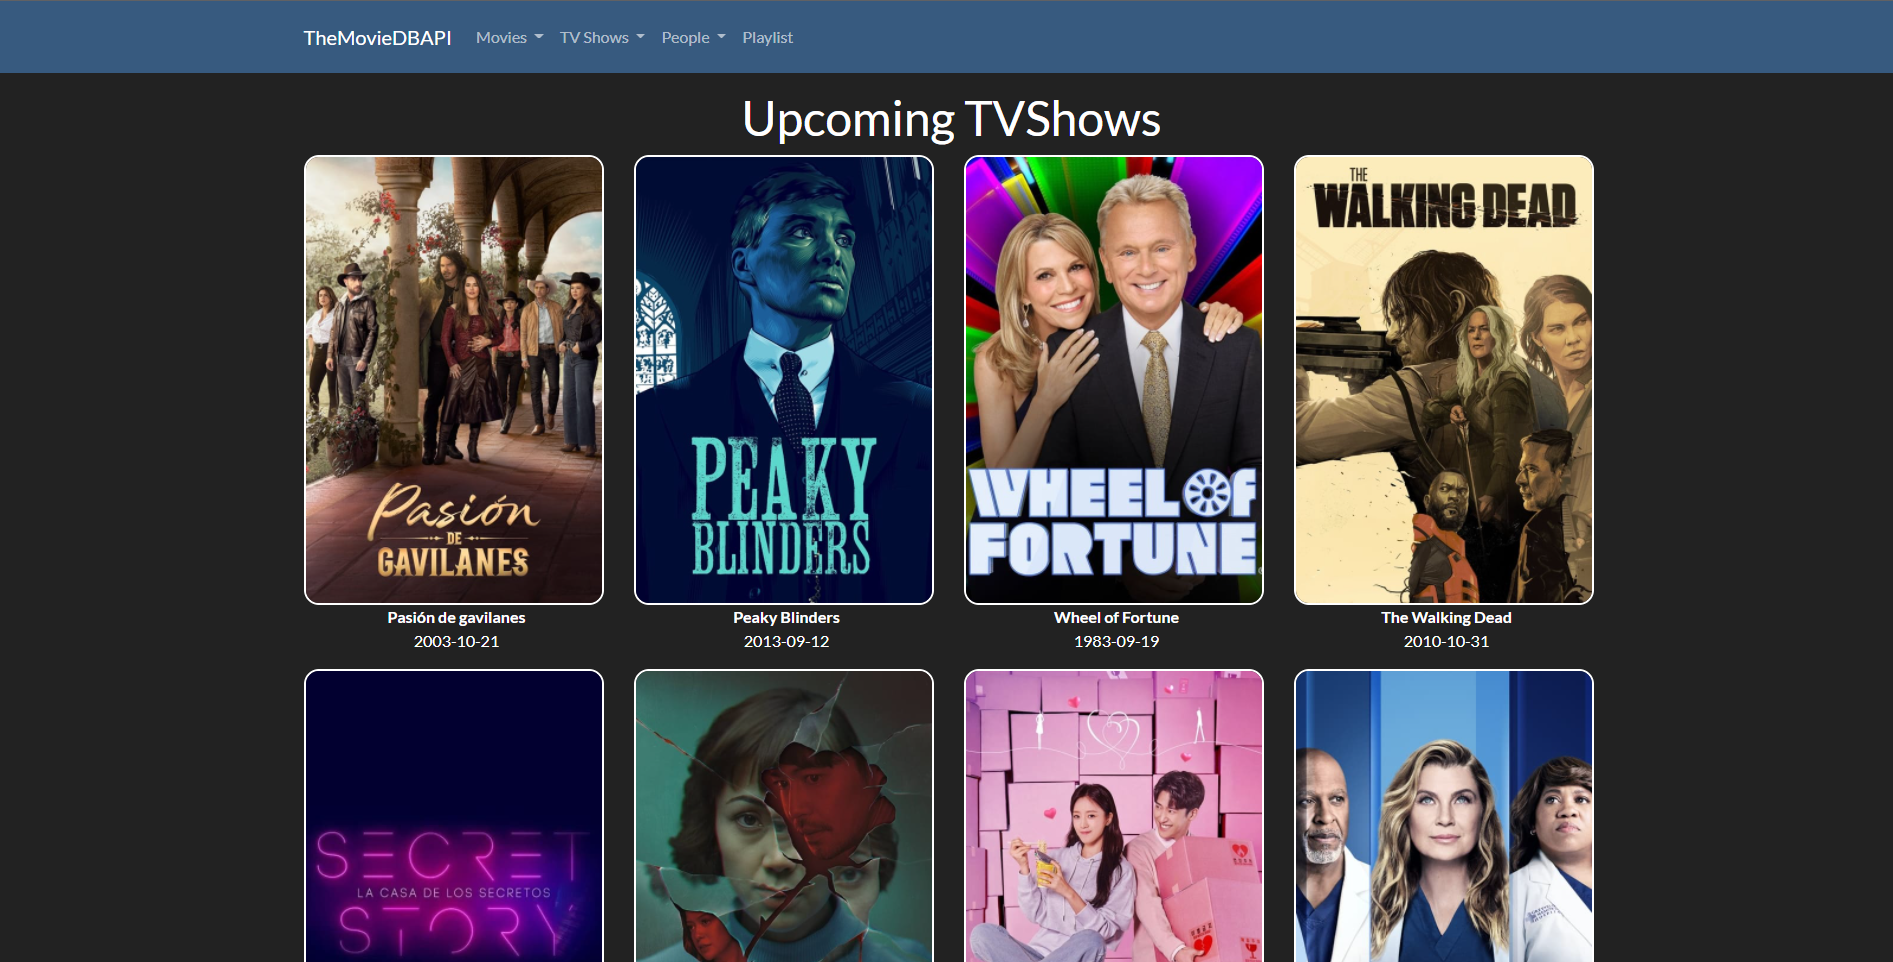 TheMovieDBAPI Movies TV Shows People Playlist
Upcoming TVShows
Pasión
DE
GAVILANES
PEAKY
BLINDERS
WHEEL OF
FORTUNE
THE
WALKING DEAD
Pasión de gavilanes
2003-10-21
Peaky Blinders
2013-09-12
Wheel of Fortune
1983-09-19
The Walking Dead
2010-10-31
SECRET
LA CASA DE LOS SECRETOS
STORY